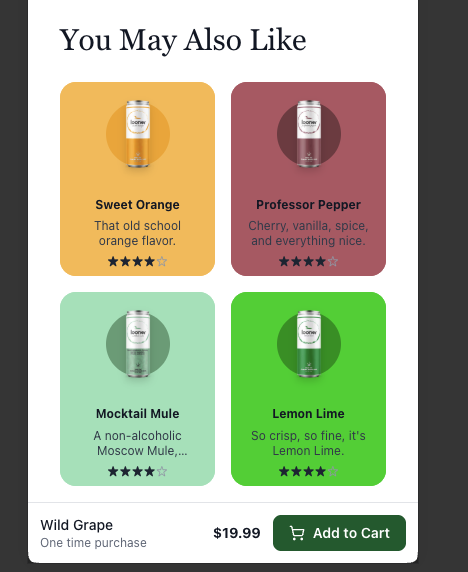 You May Also Like
Sweet Orange
That old school
orange flavor.
Professor Pepper
Cherry, vanilla, spice,
and everything nice.
Mocktail Mule
A non-alcoholic
Moscow Mule,...
Lemon Lime
So crisp, so fine, it's
Lemon Lime.
Wild Grape
One time purchase
$19.99
Add to Cart